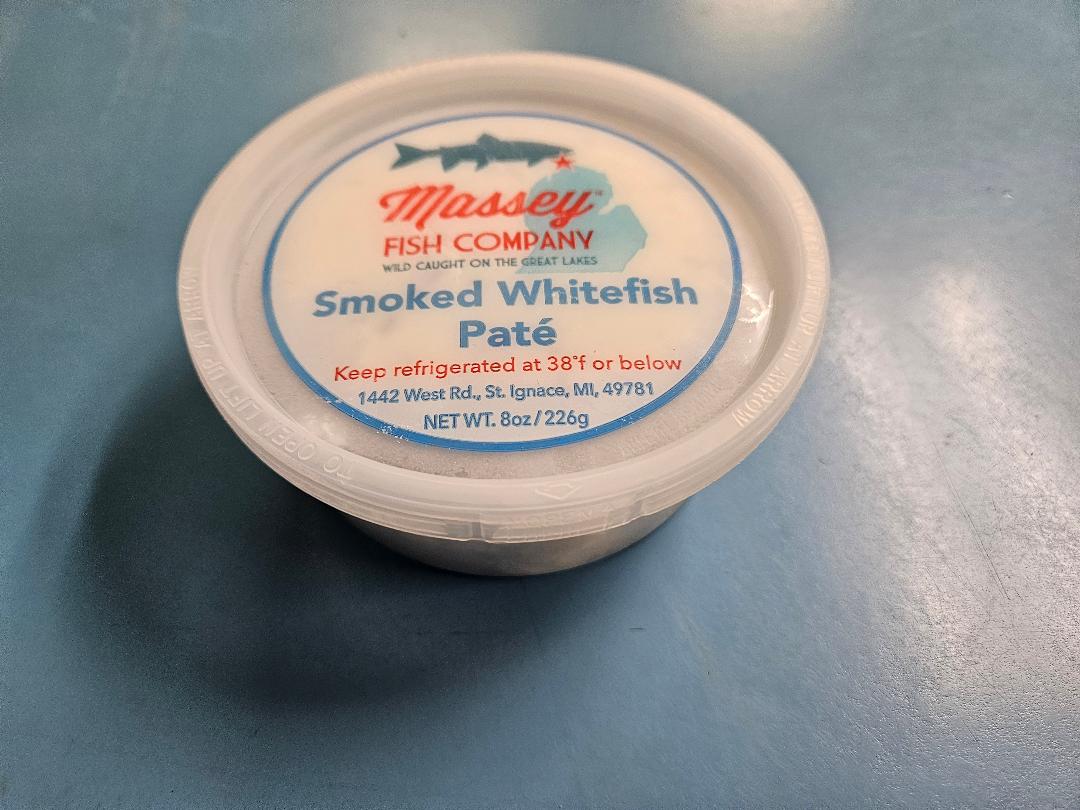 Massey™
FISH COMPANY
WILD CAUGHT ON THE GREAT LAKES
Smoked Whitefish
Paté
Keep refrigerated at 38°f or below
1442 West Rd., St. Ignace, MI, 49781
NET WT. 8oz/226g
TO OPEN LIFT UP AT ARROW